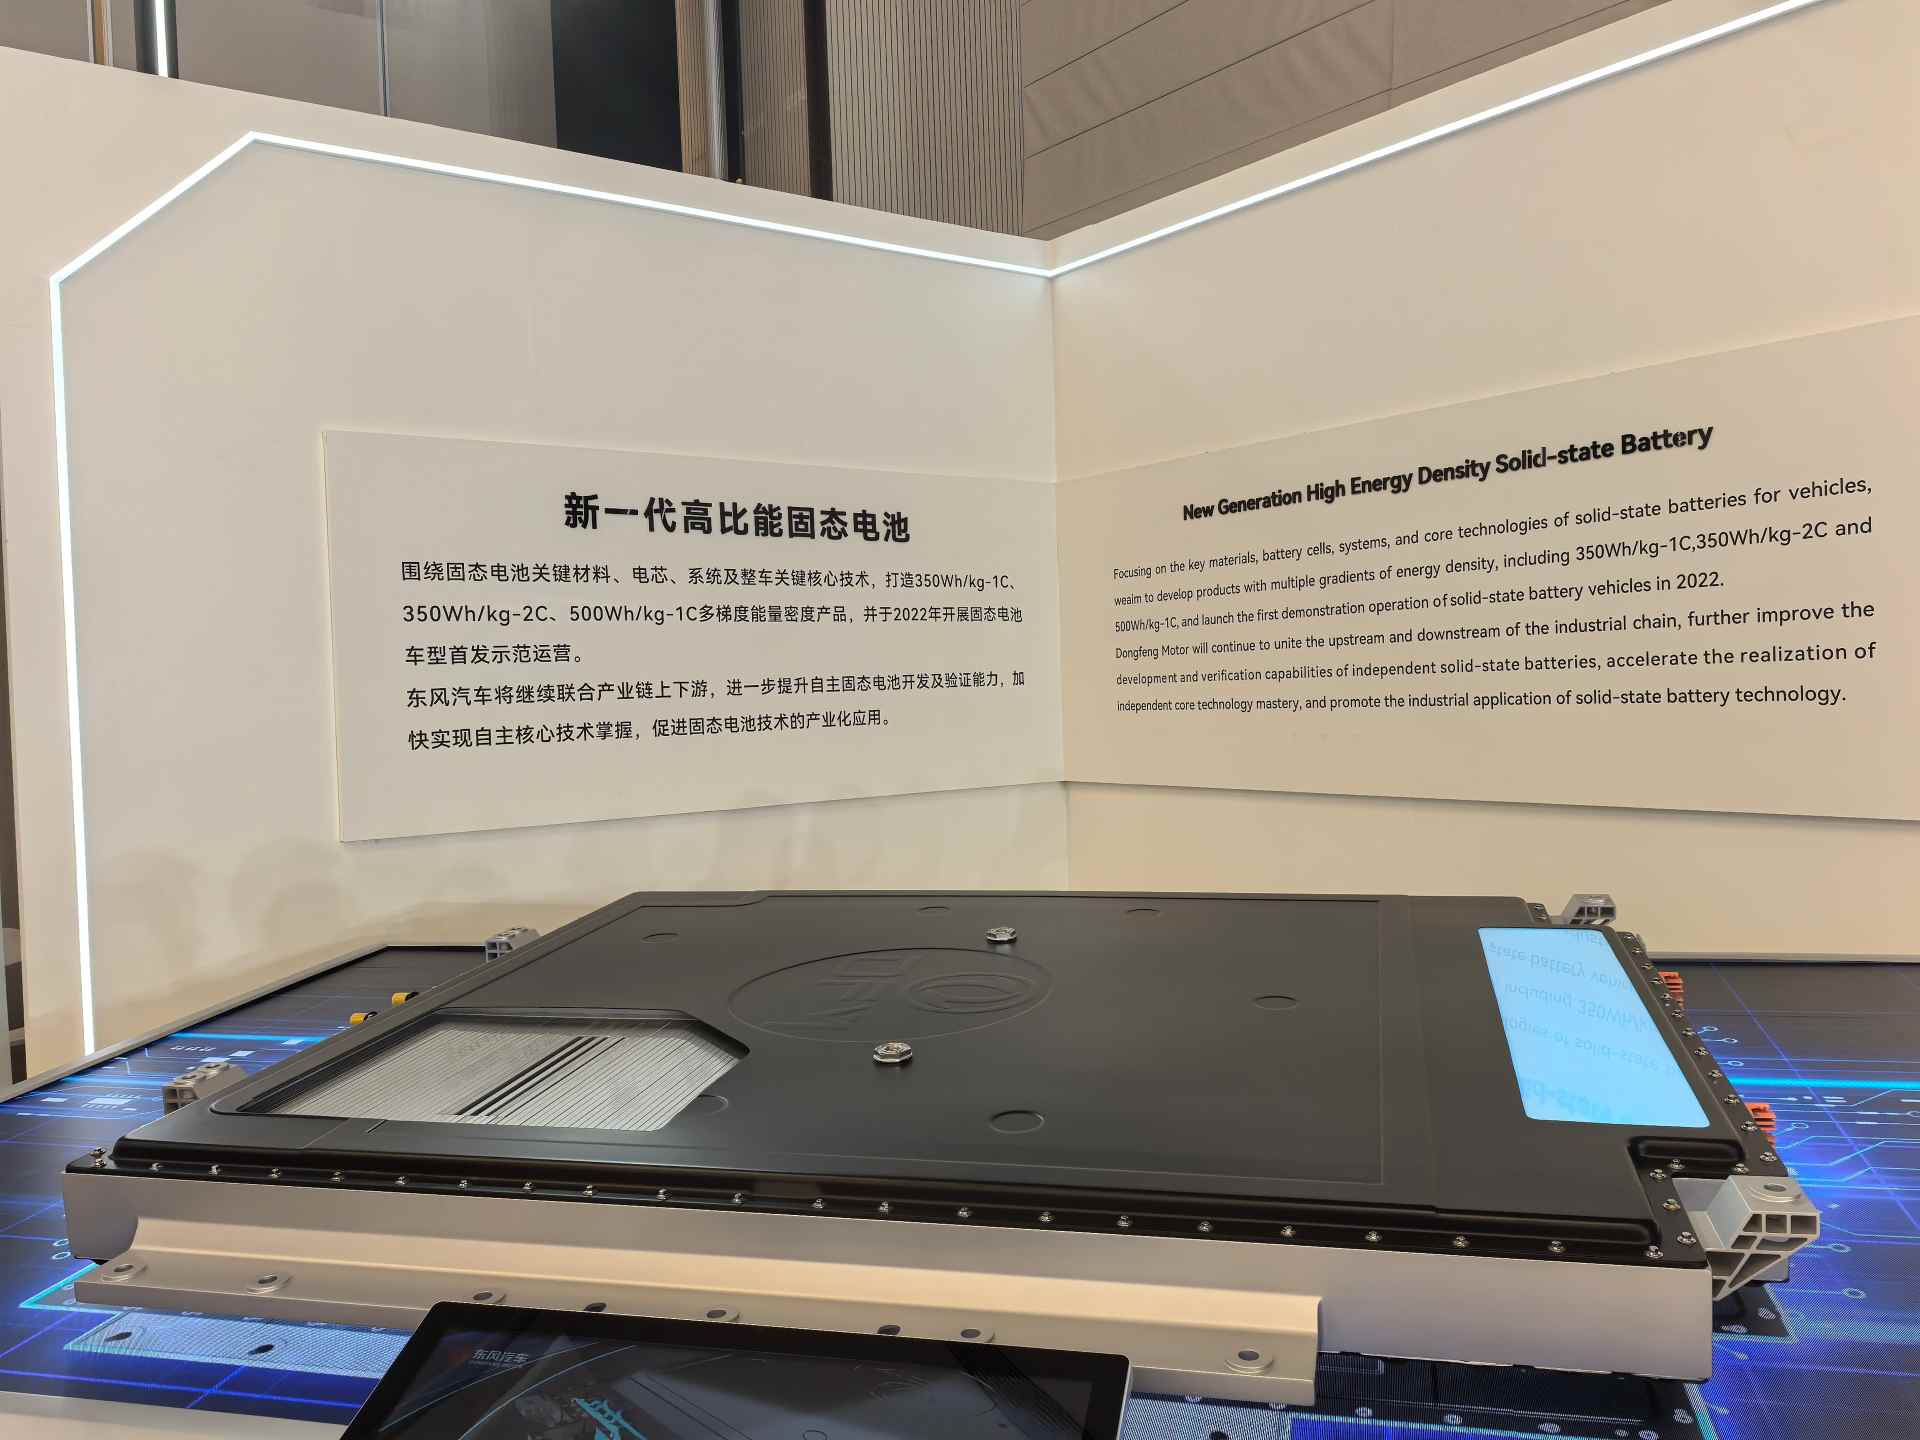 新一代高比能固态电池
围绕固态电池关键材料、电芯、系统及整车关键核心技术，打造350Wh/kg-1C、
350Wh/kg-2C、500Wh/kg-1C多梯度能量密度产品，并于2022年开展固态电池
车型首发示范运营。
东风汽车将继续联合产业链上下游，进一步提升自主固态电池开发及验证能力，加
快实现自主核心技术掌握，促进固态电池技术的产业化应用。
New Generation High Energy Density Solid-state Battery
Focusing on the key materials, battery cells, systems, and core technologies of solid-state batteries for vehicles,
weaim to develop products with multiple gradients of energy density, including 350Wh/kg-1C,350Wh/kg-2C and
500Wh/kg-1C, and launch the first demonstration operation of solid-state battery vehicles in 2022.
Dongfeng Motor will continue to unite the upstream and downstream of the industrial chain, further improve the
development and verification capabilities of independent solid-state batteries, accelerate the realization of
independent core technology mastery, and promote the industrial application of solid-state battery technology.
东风汽车